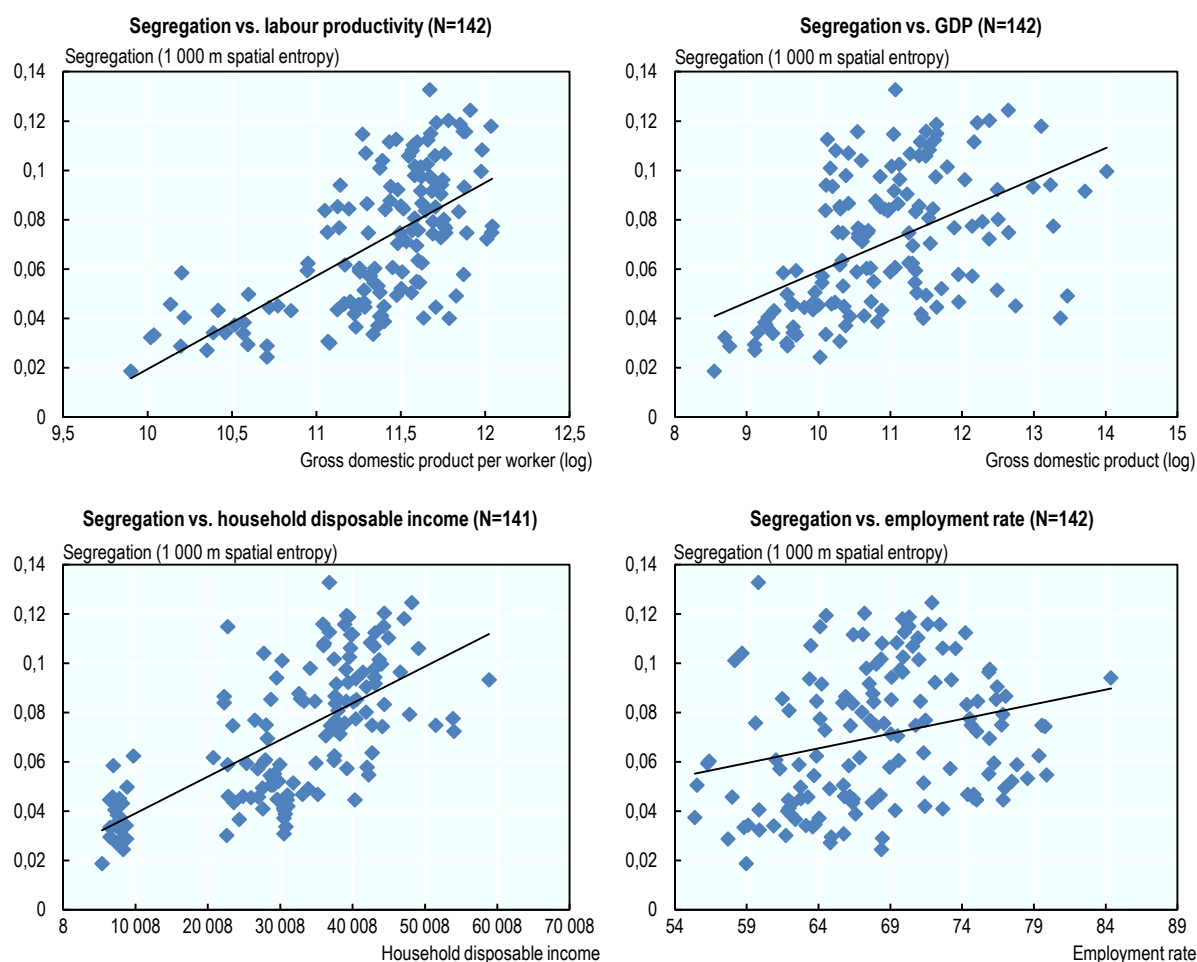 Segregation vs. labour productivity (N=142)
Segregation (1 000 m spatial entropy)
0,14
0,12
0,1
0,08
0,06
0,04
0,02
0
9,5 10 10,5 11 11,5 12 12,5
Gross domestic product per worker (log)
Segregation vs. GDP (N=142)
Segregation (1 000 m spatial entropy)
0,14
0,12
0,1
0,08
0,06
0,04
0,02
0
8 9 10 11 12 13 14 15
Gross domestic product (log)
Segregation vs. household disposable income (N=141)
Segregation (1 000 m spatial entropy)
0,14
0,12
0,1
0,08
0,06
0,04
0,02
0
8 10 008 20 008 30 008 40 008 50 008 60 008 70 008
Household disposable income
Segregation vs. employment rate (N=142)
Segregation (1 000 m spatial entropy)
0,14
0,12
0,1
0,08
0,06
0,04
0,02
0
54 59 64 69 74 79 84 89
Employment rate